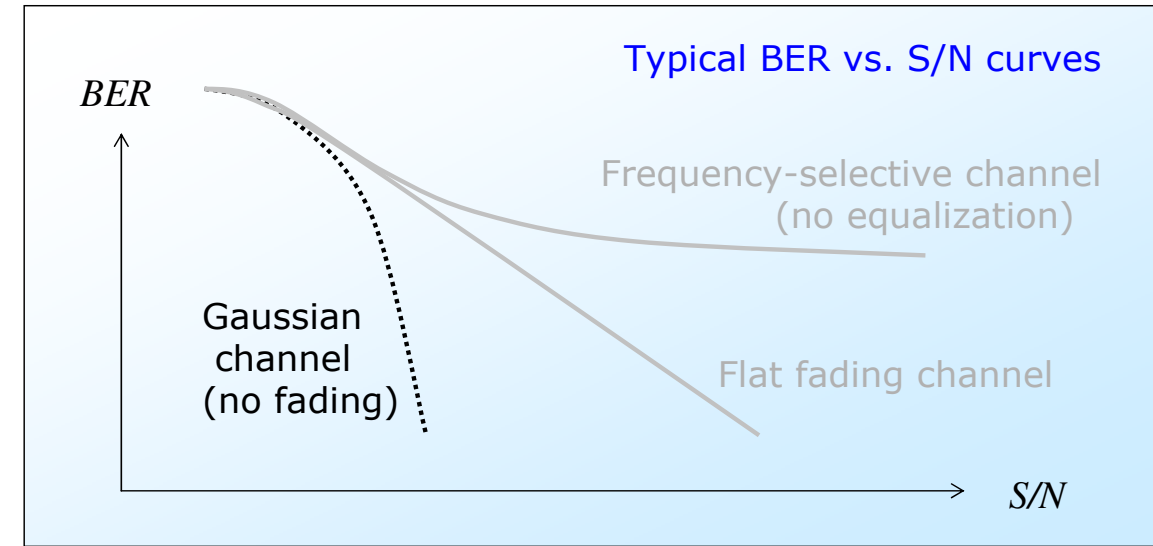 Typical BER vs. S/N curves
BER
Frequency-selective channel
(no equalization)
Gaussian
channel
(no fading)
Flat fading channel
S/N